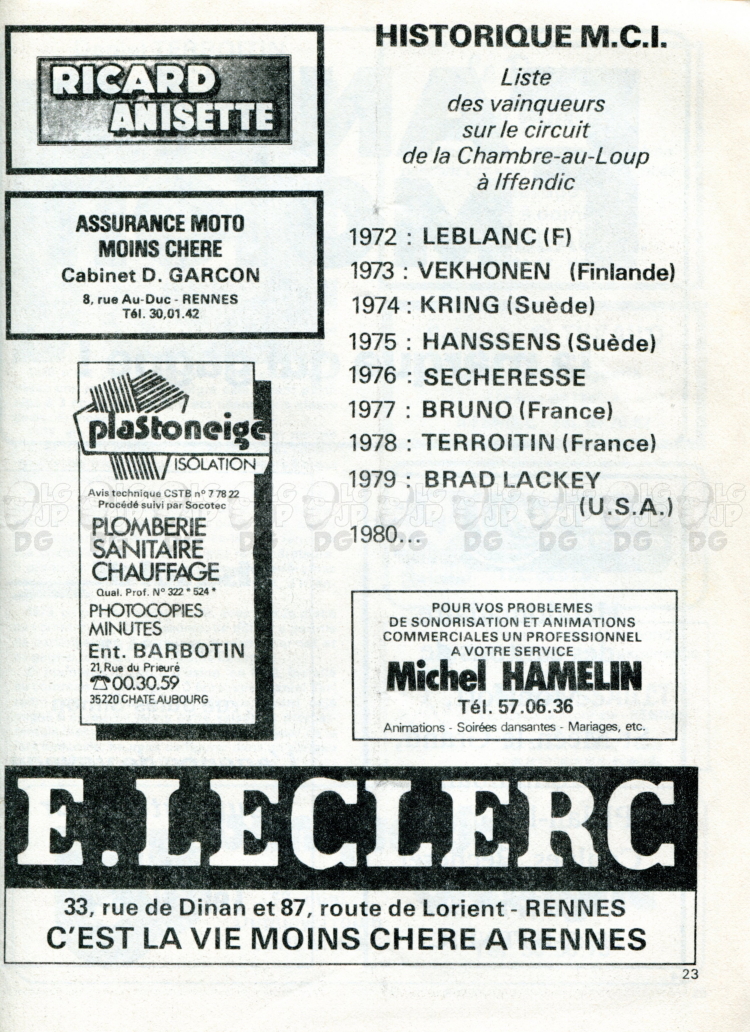 RICARD
ANISETTE
ASSURANCE MOTO
MOINS CHERE
Cabinet D. GARCON
8, rue Au-Duc - RENNES
Tél. 30.01.42
plastoneige
ISOLATION
Avis technique CSTB n° 7 78 22
Procédé suivi par Socotec
PLOMBERIE
SANITAIRE
CHAUFFAGE
Qual. Prof. N° 322 * 524 *
PHOTOCOPIES
MINUTES
Ent. BARBOTIN
21, Rue du Prieuré
☎ 00.30.59
35220 CHATEAUBOURG
HISTORIQUE M.C.I.
Liste
des vainqueurs
sur le circuit
de la Chambre-au-Loup
à Iffendic
1972 : LEBLANC (F)
1973 : VEKHONEN (Finlande)
1974 : KRING (Suède)
1975 : HANSSENS (Suède)
1976 : SECHERESSE
1977 : BRUNO (France)
1978 : TERROITIN (France)
1979 : BRAD LACKEY
(U.S.A.)
1980...
POUR VOS PROBLEMES
DE SONORISATION ET ANIMATIONS
COMMERCIALES UN PROFESSIONNEL
A VOTRE SERVICE
Michel HAMELIN
Tél. 57.06.36
Animations - Soirées dansantes - Mariages, etc.
E. LECLERC
33, rue de Dinan et 87, route de Lorient - RENNES
C'EST LA VIE MOINS CHERE A RENNES
23
LG
JP
DG